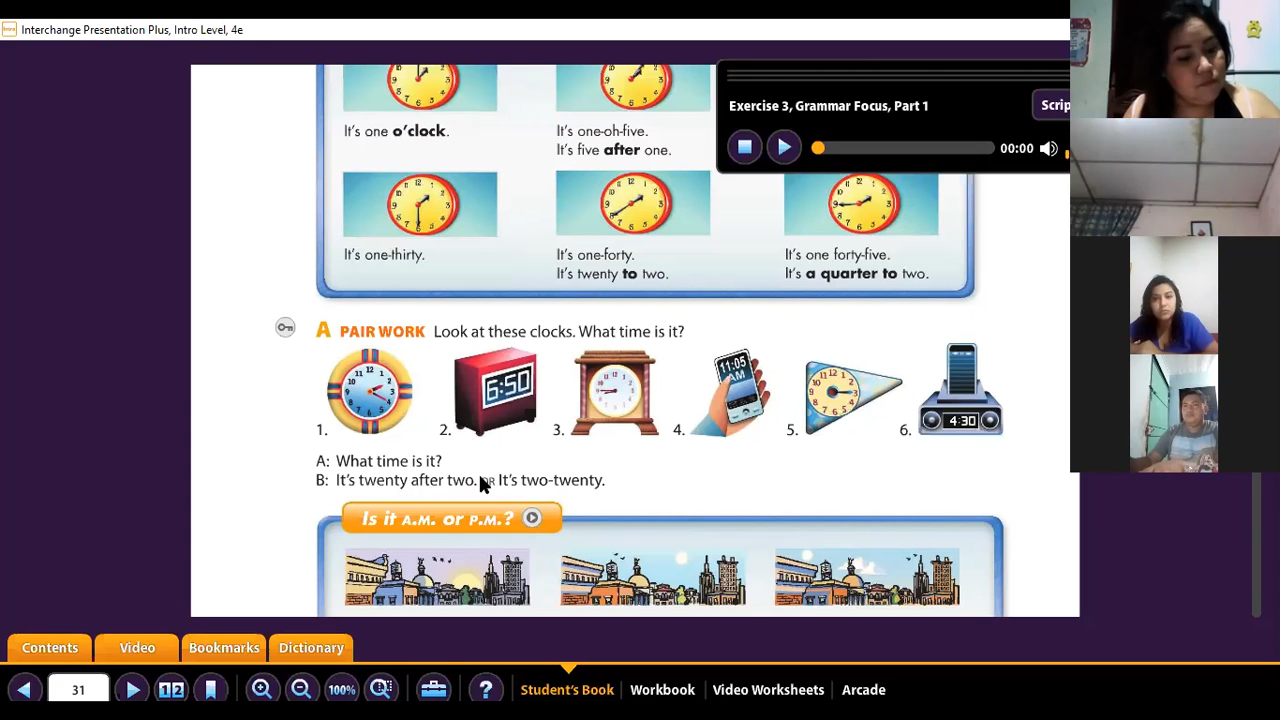 Interchange Presentation Plus, Intro Level, 4e
Exercise 3, Grammar Focus, Part 1
00:00
It's one o'clock.
It's one-oh-five.
It's five after one.
It's one-thirty.
It's one-forty.
It's twenty to two.
It's one forty-five.
It's a quarter to two.
A PAIR WORK Look at these clocks. What time is it?
1.
2.
6:50
3.
4.
11:05
AM
5.
6.
4:30
A: What time is it?
B: It's twenty after two. OR It's two-twenty.
Is it A.M. or P.M.?
Contents
Video
Bookmarks
Dictionary
31
12
100%
?
Student's Book
Workbook
Video Worksheets
Arcade